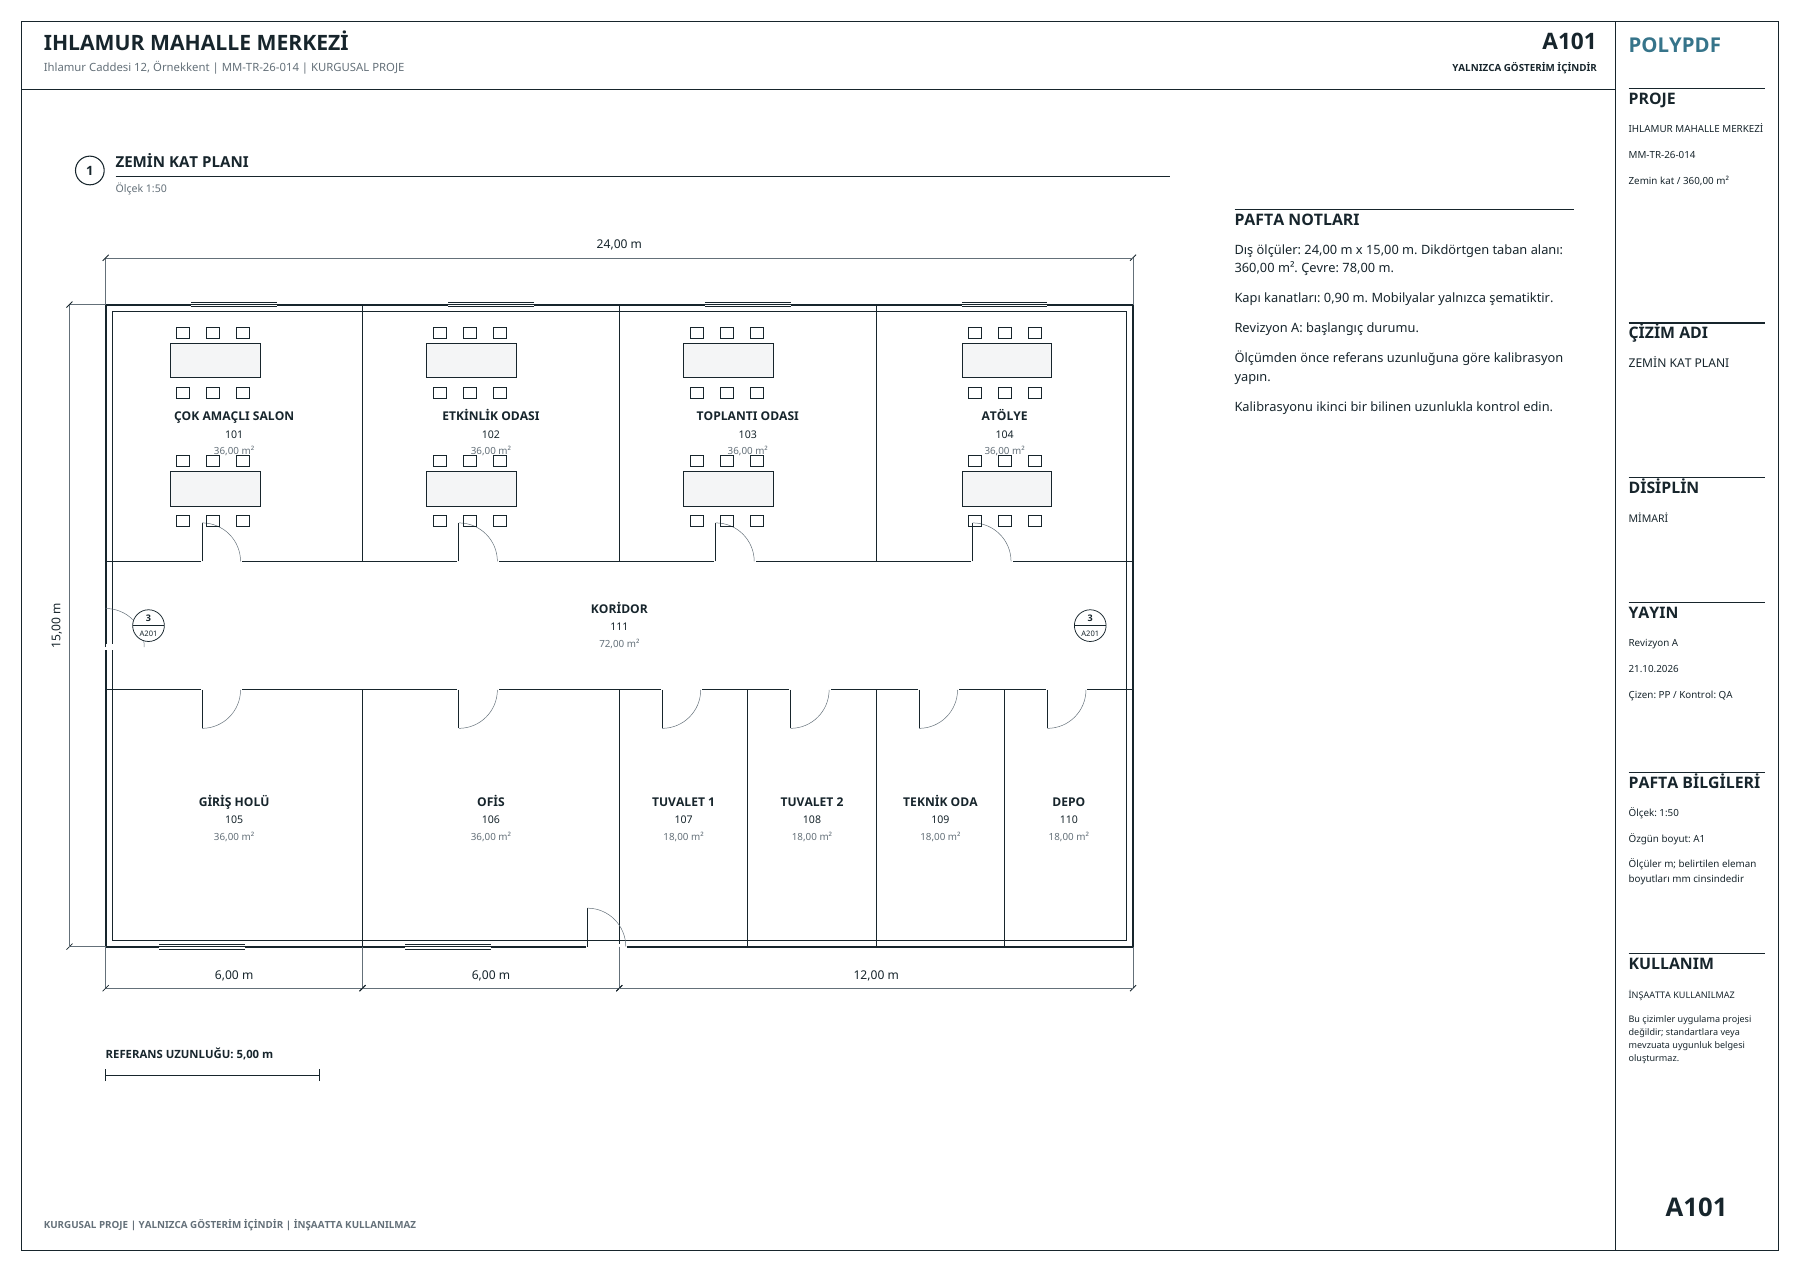 IHLAMUR MAHALLE MERKEZİ
Ihlamur Caddesi 12, Örnekkent | MM-TR-26-014 | KURGUSAL PROJE
A101
YALNIZCA GÖSTERİM İÇİNDİR
1
ZEMİN KAT PLANI
Ölçek 1:50
24,00 m
15,00 m
ÇOK AMAÇLI SALON
101
36,00 m²
ETKİNLİK ODASI
102
36,00 m²
TOPLANTI ODASI
103
36,00 m²
ATÖLYE
104
36,00 m²
3
A201
KORİDOR
111
72,00 m²
3
A201
GİRİŞ HOLÜ
105
36,00 m²
OFİS
106
36,00 m²
TUVALET 1
107
18,00 m²
TUVALET 2
108
18,00 m²
TEKNİK ODA
109
18,00 m²
DEPO
110
18,00 m²
6,00 m
6,00 m
12,00 m
REFERANS UZUNLUĞU: 5,00 m
PAFTA NOTLARI
Dış ölçüler: 24,00 m x 15,00 m. Dikdörtgen taban alanı:
360,00 m². Çevre: 78,00 m.
Kapı kanatları: 0,90 m. Mobilyalar yalnızca şematiktir.
Revizyon A: başlangıç durumu.
Ölçümden önce referans uzunluğuna göre kalibrasyon
yapın.
Kalibrasyonu ikinci bir bilinen uzunlukla kontrol edin.
POLYPDF
PROJE
IHLAMUR MAHALLE MERKEZİ
MM-TR-26-014
Zemin kat / 360,00 m²
ÇİZİM ADI
ZEMİN KAT PLANI
DİSİPLİN
MİMARİ
YAYIN
Revizyon A
21.10.2026
Çizen: PP / Kontrol: QA
PAFTA BİLGİLERİ
Ölçek: 1:50
Özgün boyut: A1
Ölçüler m; belirtilen eleman
boyutları mm cinsindedir
KULLANIM
İNŞAATTA KULLANILMAZ
Bu çizimler uygulama projesi
değildir; standartlara veya
mevzuata uygunluk belgesi
oluşturmaz.
A101
KURGUSAL PROJE | YALNIZCA GÖSTERİM İÇİNDİR | İNŞAATTA KULLANILMAZ